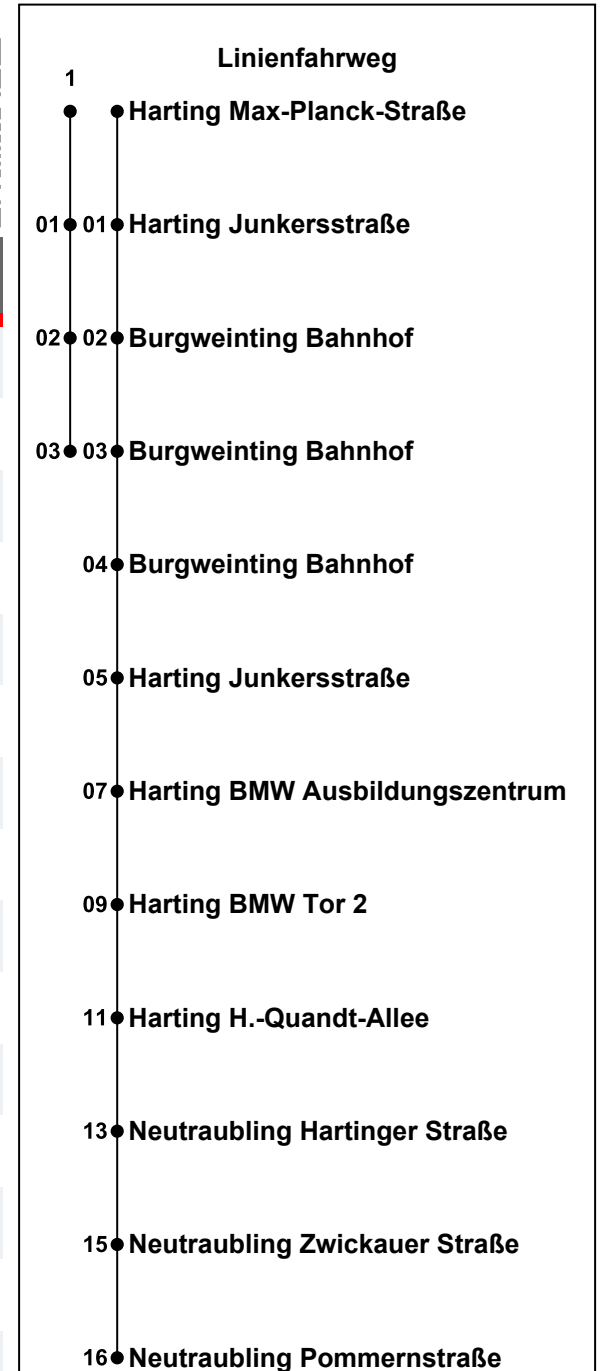 Linienfahrweg
1
Harting Max-Planck-Straße
01 01 Harting Junkersstraße
02 02 Burgweinting Bahnhof
03 03 Burgweinting Bahnhof
04 Burgweinting Bahnhof
05 Harting Junkersstraße
07 Harting BMW Ausbildungszentrum
09 Harting BMW Tor 2
11 Harting H.-Quandt-Allee
13 Neutraubling Hartinger Straße
15 Neutraubling Zwickauer Straße
16 Neutraubling Pommernstraße